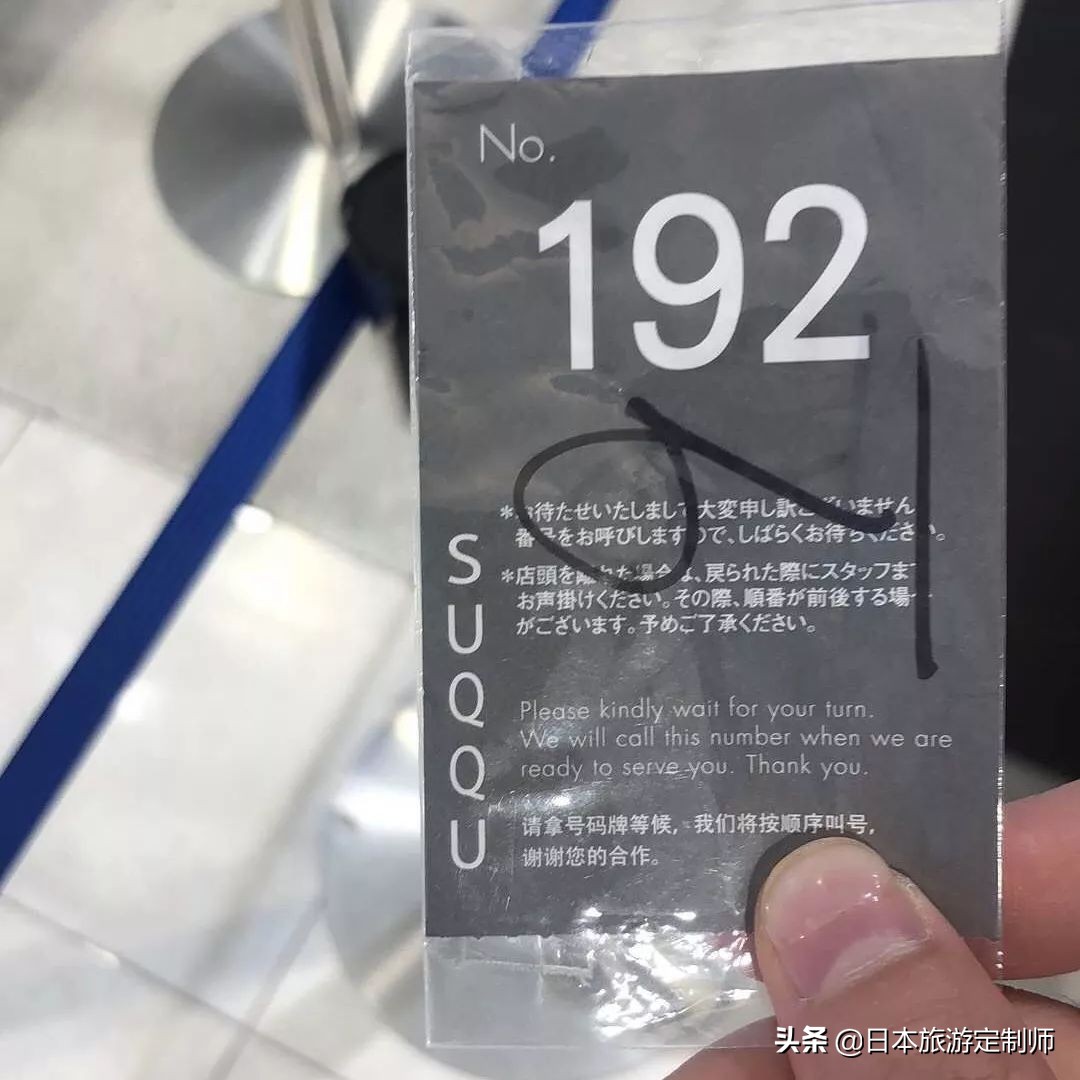 No.
192
*お待たせいたしまして大変申し訳ございません
番号をお呼びしますので、しばらくお待ちください。
*店頭を離れた場合は、戻られた際にスタッフまで
お声掛けください。その際、順番が前後する場
がございます。予めご了承ください。
SUQQU
Please kindly wait for your turn.
We will call this number when we are
ready to serve you. Thank you.
请拿号码牌等候，我们将按顺序叫号，
谢谢您的合作。
头条 @日本旅游定制师